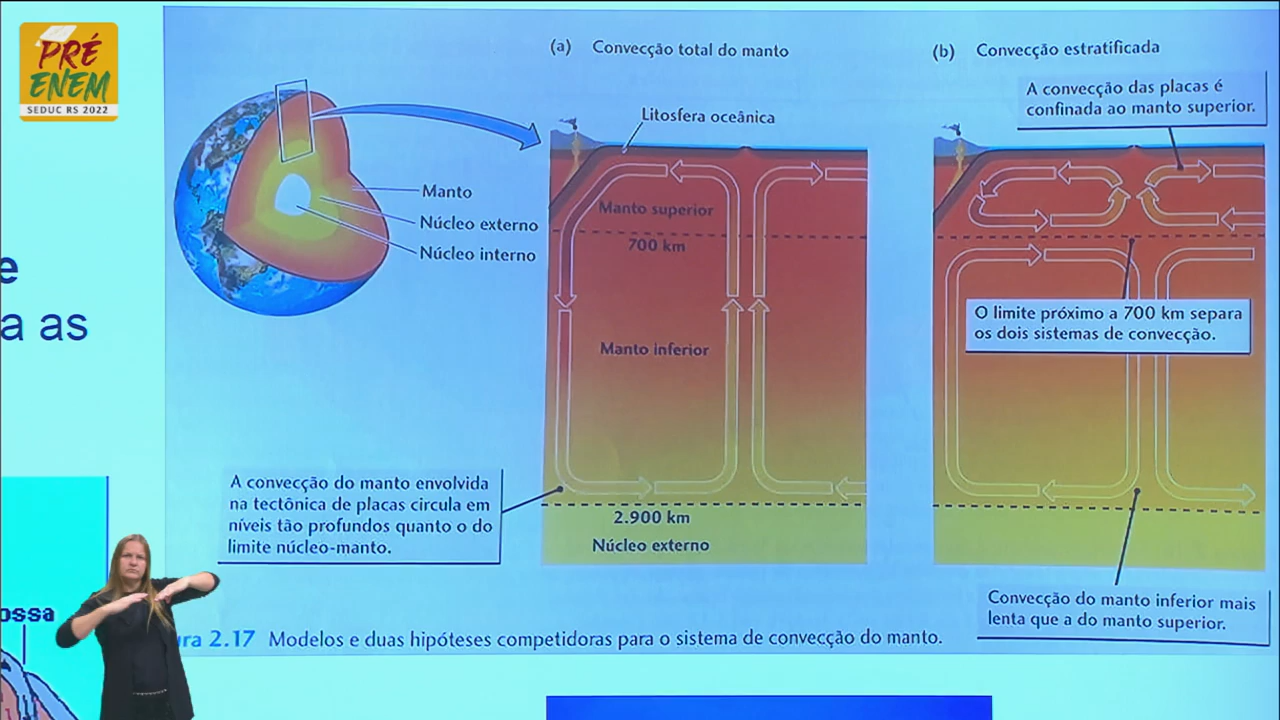 PRÉ
ENEM
SEDUC RS 2022
e
a as
ossa
(a) Convecção total do manto
Litosfera oceânica
Manto
Núcleo externo
Núcleo interno
Manto superior
700 km
Manto inferior
2.900 km
Núcleo externo
A convecção do manto envolvida
na tectônica de placas circula em
níveis tão profundos quanto o do
limite núcleo-manto.
(b) Convecção estratificada
A convecção das placas é
confinada ao manto superior.
O limite próximo a 700 km separa
os dois sistemas de convecção.
Convecção do manto inferior mais
lenta que a do manto superior.
ura 2.17 Modelos e duas hipóteses competidoras para o sistema de convecção do manto.